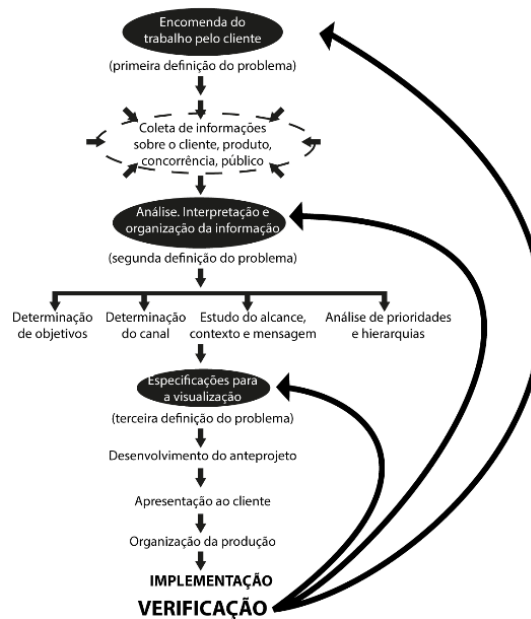 Encomenda do
trabalho pelo cliente
(primeira definição do problema)
Coleta de informações
sobre o cliente, produto,
concorrência, público
Análise. Interpretação e
organização da informação
(segunda definição do problema)
Determinação
de objetivos
Determinação
do canal
Estudo do alcance,
contexto e mensagem
Análise de prioridades
e hierarquias
Especificações para
a visualização
(terceira definição do problema)
Desenvolvimento do anteprojeto
Apresentação ao cliente
Organização da produção
IMPLEMENTAÇÃO
VERIFICAÇÃO